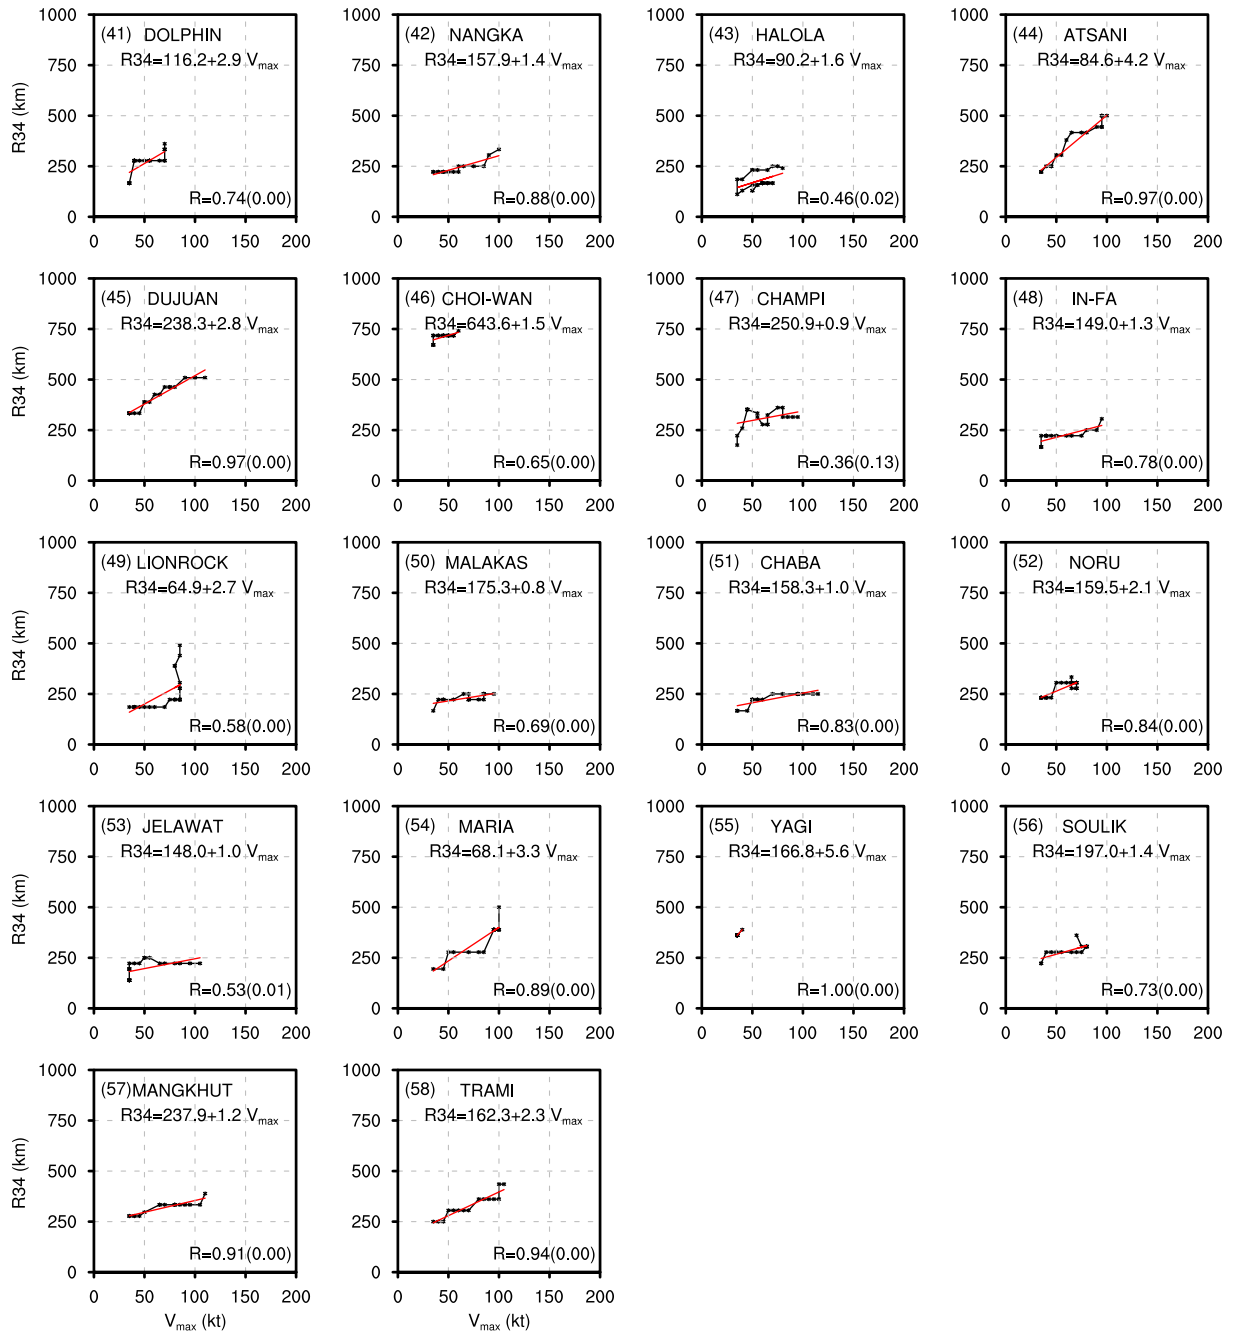 (41) DOLPHIN
R34=116.2+2.9 Vmax
R=0.74(0.00)
R34 (km)
1000
750
500
250
0
0 50 100 150 200
(42) NANGKA
R34=157.9+1.4 Vmax
R=0.88(0.00)
1000
750
500
250
0
0 50 100 150 200
(43) HALOLA
R34=90.2+1.6 Vmax
R=0.46(0.02)
1000
750
500
250
0
0 50 100 150 200
(44) ATSANI
R34=84.6+4.2 Vmax
R=0.97(0.00)
1000
750
500
250
0
0 50 100 150 200
(45) DUJUAN
R34=238.3+2.8 Vmax
R=0.97(0.00)
R34 (km)
1000
750
500
250
0
0 50 100 150 200
(46) CHOI-WAN
R34=643.6+1.5 Vmax
R=0.65(0.00)
1000
750
500
250
0
0 50 100 150 200
(47) CHAMPI
R34=250.9+0.9 Vmax
R=0.36(0.13)
1000
750
500
250
0
0 50 100 150 200
(48) IN-FA
R34=149.0+1.3 Vmax
R=0.78(0.00)
1000
750
500
250
0
0 50 100 150 200
(49) LIONROCK
R34=64.9+2.7 Vmax
R=0.58(0.00)
R34 (km)
1000
750
500
250
0
0 50 100 150 200
(50) MALAKAS
R34=175.3+0.8 Vmax
R=0.69(0.00)
1000
750
500
250
0
0 50 100 150 200
(51) CHABA
R34=158.3+1.0 Vmax
R=0.83(0.00)
1000
750
500
250
0
0 50 100 150 200
(52) NORU
R34=159.5+2.1 Vmax
R=0.84(0.00)
1000
750
500
250
0
0 50 100 150 200
(53) JELAWAT
R34=148.0+1.0 Vmax
R=0.53(0.01)
R34 (km)
1000
750
500
250
0
0 50 100 150 200
(54) MARIA
R34=68.1+3.3 Vmax
R=0.89(0.00)
1000
750
500
250
0
0 50 100 150 200
(55) YAGI
R34=166.8+5.6 Vmax
R=1.00(0.00)
1000
750
500
250
0
0 50 100 150 200
(56) SOULIK
R34=197.0+1.4 Vmax
R=0.73(0.00)
1000
750
500
250
0
0 50 100 150 200
(57) MANGKHUT
R34=237.9+1.2 Vmax
R=0.91(0.00)
R34 (km)
1000
750
500
250
0
0 50 100 150 200
Vmax (kt)
(58) TRAMI
R34=162.3+2.3 Vmax
R=0.94(0.00)
1000
750
500
250
0
0 50 100 150 200
Vmax (kt)